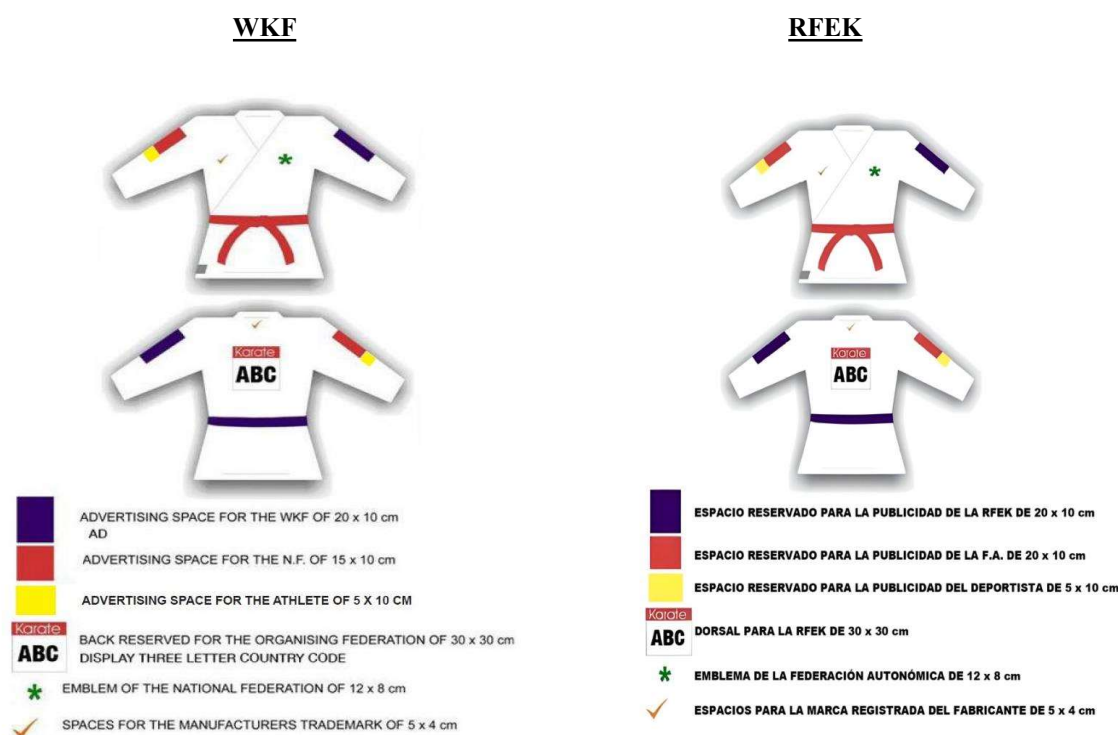 WKF
Karate
ABC
ADVERTISING SPACE FOR THE WKF OF 20 x 10 cm
AD
ADVERTISING SPACE FOR THE N.F. OF 15 x 10 cm
ADVERTISING SPACE FOR THE ATHLETE OF 5 X 10 CM
Karate
ABC
BACK RESERVED FOR THE ORGANISING FEDERATION OF 30 x 30 cm
DISPLAY THREE LETTER COUNTRY CODE
EMBLEM OF THE NATIONAL FEDERATION OF 12 x 8 cm
SPACES FOR THE MANUFACTURERS TRADEMARK OF 5 x 4 cm
RFEK
Karate
ABC
ESPACIO RESERVADO PARA LA PUBLICIDAD DE LA RFEK DE 20 x 10 cm
ESPACIO RESERVADO PARA LA PUBLICIDAD DE LA F.A. DE 20 x 10 cm
ESPACIO RESERVADO PARA LA PUBLICIDAD DEL DEPORTISTA DE 5 x 10 cm
Karate
ABC
DORSAL PARA LA RFEK DE 30 x 30 cm
EMBLEMA DE LA FEDERACIÓN AUTONÓMICA DE 12 x 8 cm
ESPACIOS PARA LA MARCA REGISTRADA DEL FABRICANTE DE 5 x 4 cm